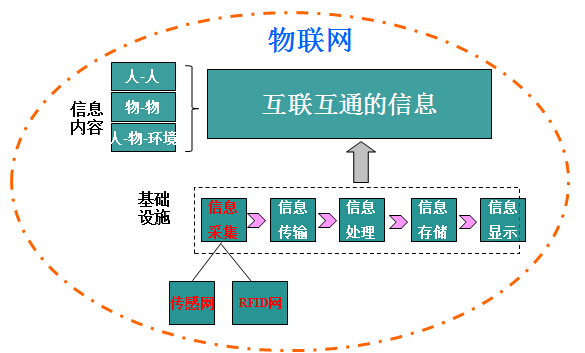 物联网
信息
内容
人-人
物-物
人-物-环境
互联互通的信息
基础
设施
信息
采集
信息
传输
信息
处理
信息
存储
信息
显示
传感网
RFID网